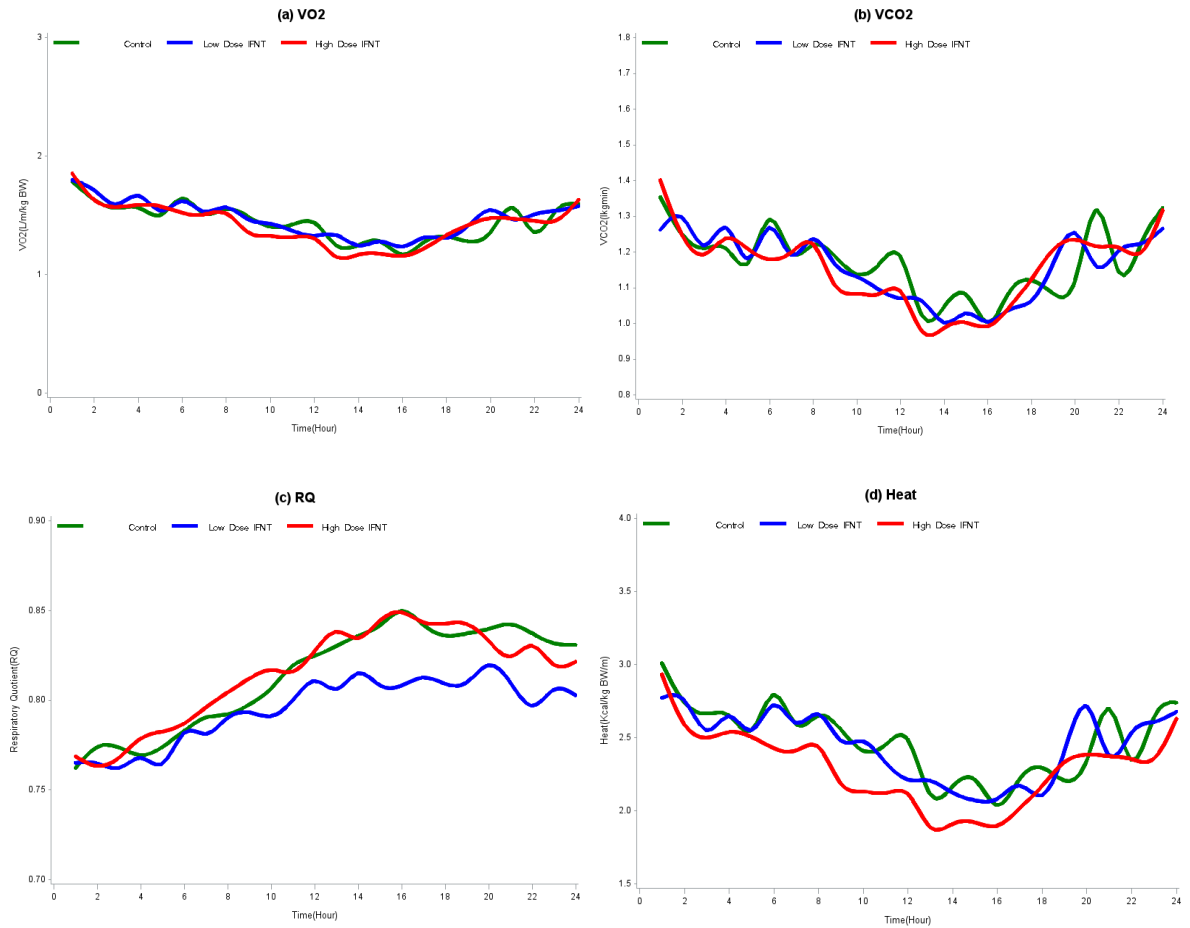 (a) VO2
Control Low Dose IFNT High Dose IFNT
3
2
1
0
VO2(L/m/kg BW)
0 2 4 6 8 10 12 14 16 18 20 22 24
Time(Hour)
(b) VCO2
Control Low Dose IFNT High Dose IFNT
1.8
1.7
1.6
1.5
1.4
1.3
1.2
1.1
1.0
0.9
0.8
VCO2(lkgmin)
0 2 4 6 8 10 12 14 16 18 20 22 24
Time(Hour)
(c) RQ
Control Low Dose IFNT High Dose IFNT
0.90
0.85
0.80
0.75
0.70
Respiratory Quotient(RQ)
0 2 4 6 8 10 12 14 16 18 20 22 24
Time(Hour)
(d) Heat
Control Low Dose IFNT High Dose IFNT
4.0
3.5
3.0
2.5
2.0
1.5
Heat(Kcal/kg BW/m)
0 2 4 6 8 10 12 14 16 18 20 22 24
Time(Hour)